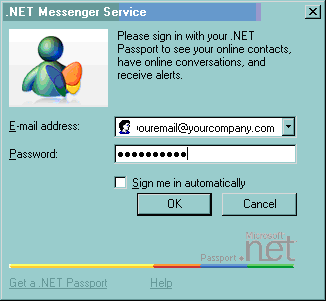 .NET Messenger Service
Please sign in with your .NET
Passport to see your online contacts,
have online conversations, and
receive alerts.
E-mail address:
youremail@yourcompany.com
Password:
●●●●●●●●●●
Sign me in automatically
OK
Cancel
Microsoft
Passport
net
Get a .NET Passport
Help